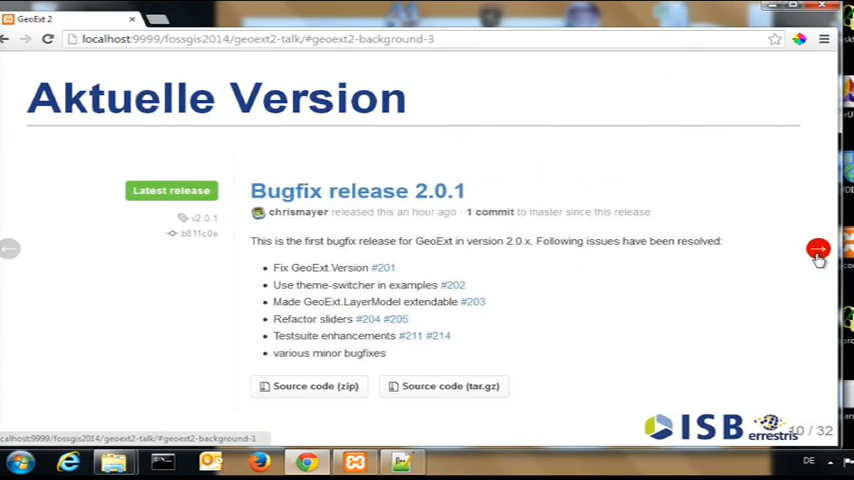 GeoExt 2
localhost:9999/fossgis2014/geoext2-talk/#geoext2-background-3
Aktuelle Version
Latest release
Bugfix release 2.0.1
chrismayer released this an hour ago · 1 commit to master since this release
v2.0.1
b811c0e
This is the first bugfix release for GeoExt in version 2.0.x. Following issues have been resolved:
Fix GeoExt.Version #201
Use theme-switcher in examples #202
Made GeoExt.LayerModel extendable #203
Refactor sliders #204 #205
Testsuite enhancements #211 #214
various minor bugfixes
Source code (zip)
Source code (tar.gz)
ISB
terrestris
10 / 32
ocalhost:9999/fossgis2014/geoext2-talk/#geoext2-background-1
DE